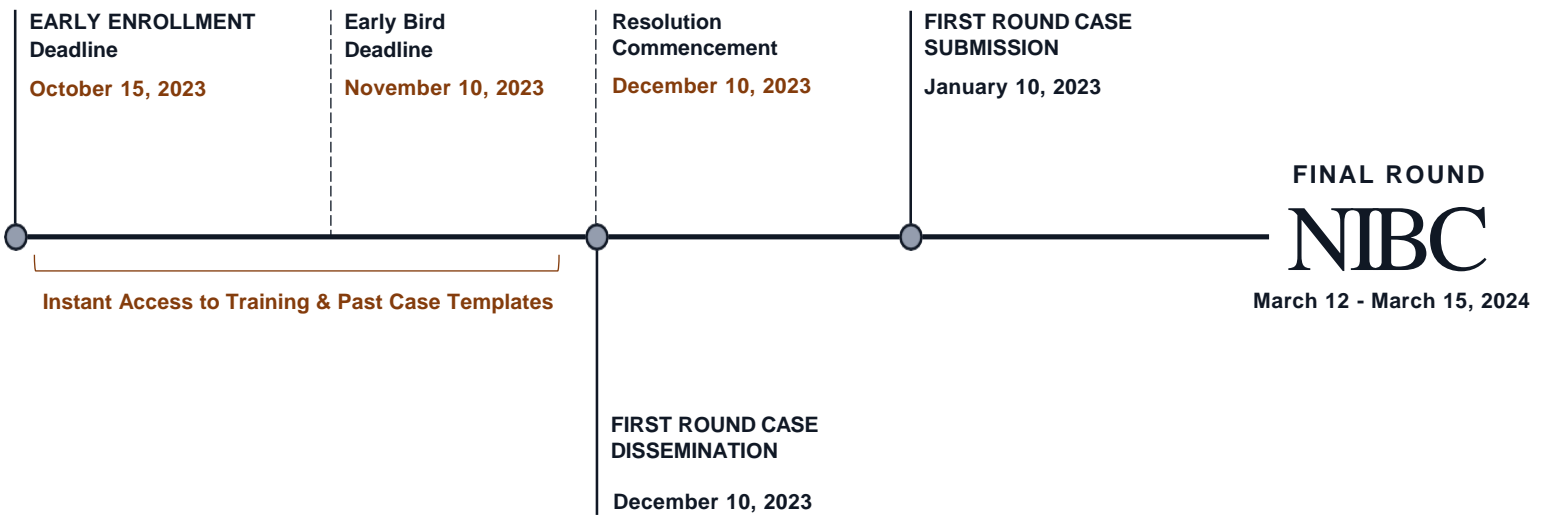 EARLY ENROLLMENT
Deadline
October 15, 2023
Early Bird
Deadline
November 10, 2023
Resolution
Commencement
December 10, 2023
FIRST ROUND CASE
SUBMISSION
January 10, 2023
FINAL ROUND
NIBC
March 12 - March 15, 2024
Instant Access to Training & Past Case Templates
FIRST ROUND CASE
DISSEMINATION
December 10, 2023